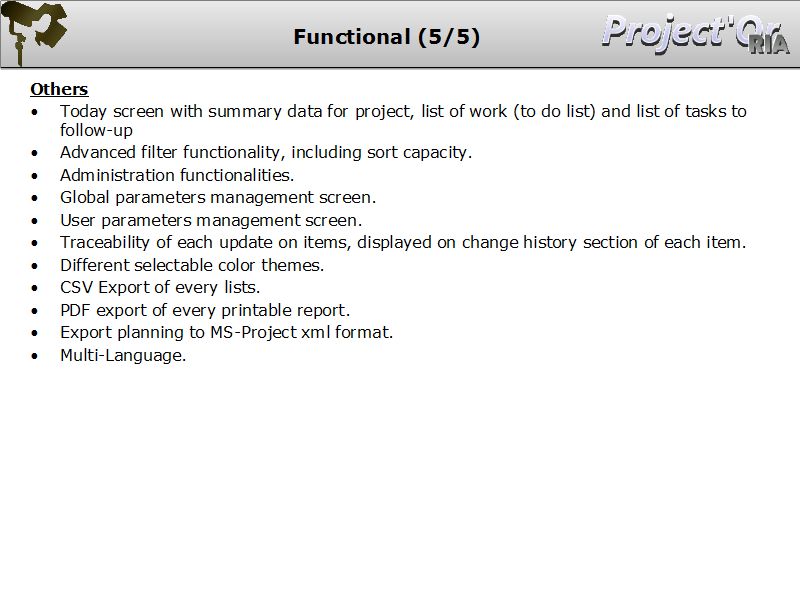 Functional (5/5)
Project'Or
RIA
Others
• Today screen with summary data for project, list of work (to do list) and list of tasks to
follow-up
• Advanced filter functionality, including sort capacity.
• Administration functionalities.
• Global parameters management screen.
• User parameters management screen.
• Traceability of each update on items, displayed on change history section of each item.
• Different selectable color themes.
• CSV Export of every lists.
• PDF export of every printable report.
• Export planning to MS-Project xml format.
• Multi-Language.